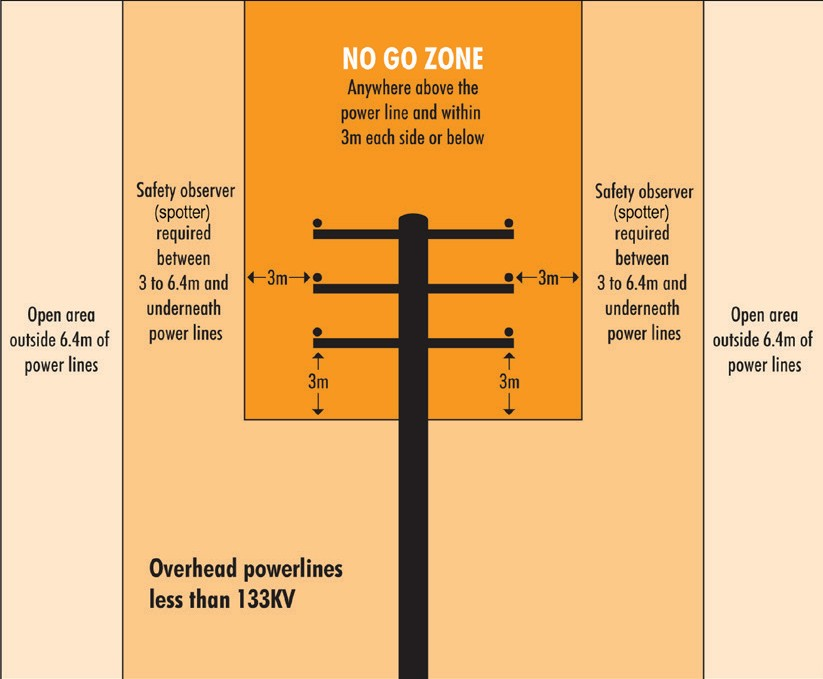 NO GO ZONE
Anywhere above the
power line and within
3m each side or below
Safety observer
(spotter)
required
between
3 to 6.4m and
underneath
power lines
Safety observer
(spotter)
required
between
3 to 6.4m and
underneath
power lines
3m
3m
Open area
outside 6.4m of
power lines
Open area
outside 6.4m of
power lines
3m
3m
Overhead powerlines
less than 133KV